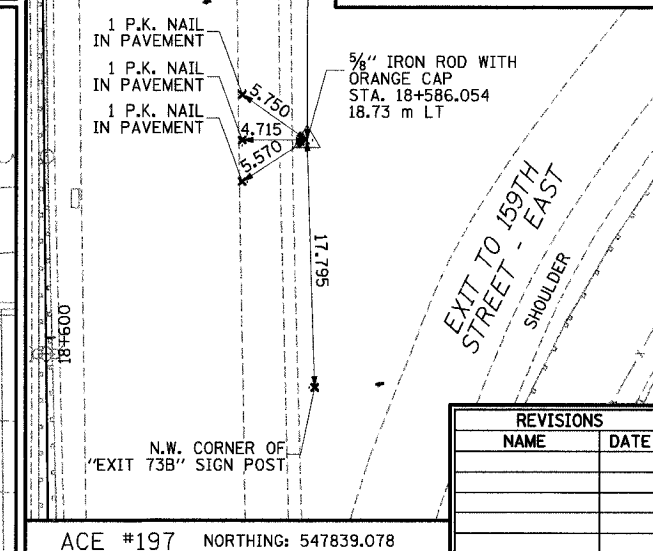 1 P.K. NAIL
IN PAVEMENT
1 P.K. NAIL
IN PAVEMENT
1 P.K. NAIL
IN PAVEMENT
5.750
4.715
5.570
⅝" IRON ROD WITH
ORANGE CAP
STA. 18+586.054
18.73 m LT
17.795
EXIT TO 159TH
STREET - EAST
SHOULDER
18+600
N.W. CORNER OF
"EXIT 73B" SIGN POST
REVISIONS
NAME DATE
ACE #197 NORTHING: 547839.078